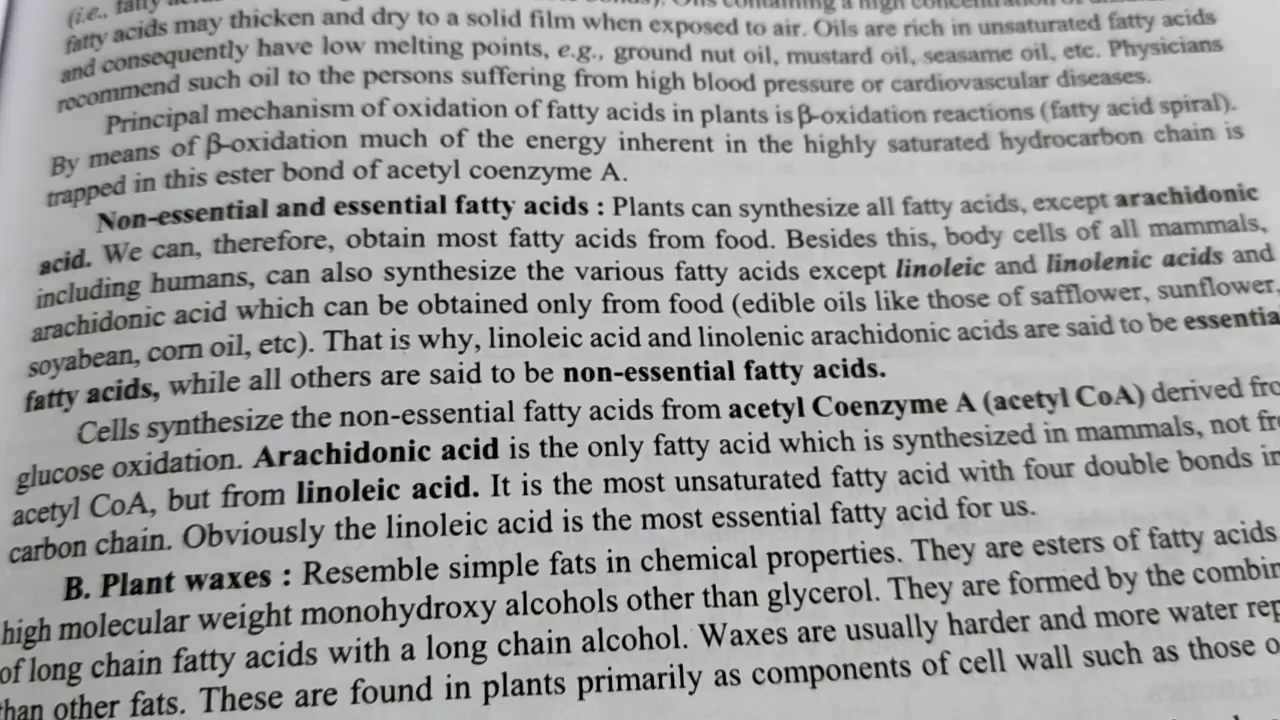 (i.e., fatty
fatty acids may thicken and dry to a solid film when exposed to air. Oils are rich in unsaturated fatty acids
and consequently have low melting points, e.g., ground nut oil, mustard oil, seasame oil, etc. Physicians
recommend such oil to the persons suffering from high blood pressure or cardiovascular diseases.
Principal mechanism of oxidation of fatty acids in plants is β-oxidation reactions (fatty acid spiral).
By means of β-oxidation much of the energy inherent in the highly saturated hydrocarbon chain is
trapped in this ester bond of acetyl coenzyme A.
Non-essential and essential fatty acids : Plants can synthesize all fatty acids, except arachidonic
acid. We can, therefore, obtain most fatty acids from food. Besides this, body cells of all mammals,
including humans, can also synthesize the various fatty acids except linoleic and linolenic acids and
arachidonic acid which can be obtained only from food (edible oils like those of safflower, sunflower,
soyabean, corn oil, etc). That is why, linoleic acid and linolenic arachidonic acids are said to be essentia
fatty acids, while all others are said to be non-essential fatty acids.
Cells synthesize the non-essential fatty acids from acetyl Coenzyme A (acetyl CoA) derived fro
glucose oxidation. Arachidonic acid is the only fatty acid which is synthesized in mammals, not fr
acetyl CoA, but from linoleic acid. It is the most unsaturated fatty acid with four double bonds in
carbon chain. Obviously the linoleic acid is the most essential fatty acid for us.
B. Plant waxes : Resemble simple fats in chemical properties. They are esters of fatty acids
high molecular weight monohydroxy alcohols other than glycerol. They are formed by the combin
of long chain fatty acids with a long chain alcohol. Waxes are usually harder and more water rep
than other fats. These are found in plants primarily as components of cell wall such as those o